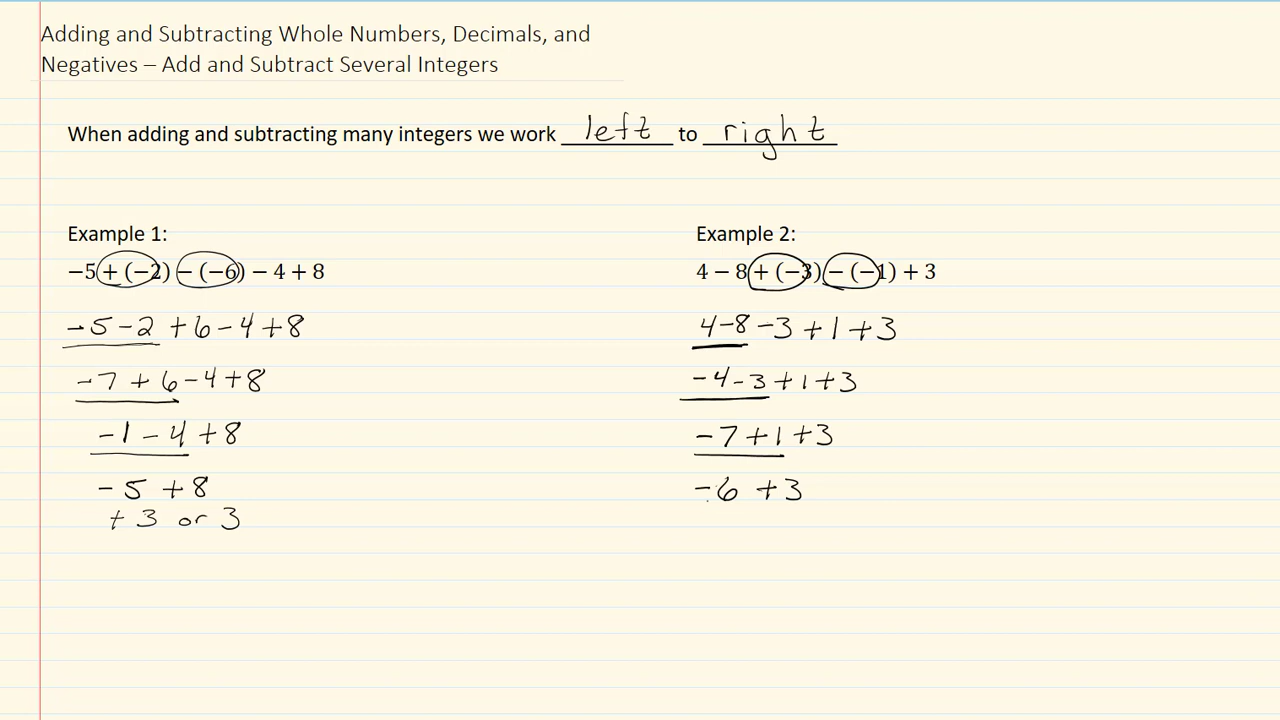 Adding and Subtracting Whole Numbers, Decimals, and
Negatives – Add and Subtract Several Integers
When adding and subtracting many integers we work left to right
Example 1:
−5 + (−2) − (−6) − 4 + 8
-5 - 2 + 6 - 4 + 8
-7 + 6 - 4 + 8
-1 - 4 + 8
-5 + 8
+3 or 3
Example 2:
4 − 8 + (−3) − (−1) + 3
4 - 8 - 3 + 1 + 3
-4 - 3 + 1 + 3
-7 + 1 + 3
-6 + 3